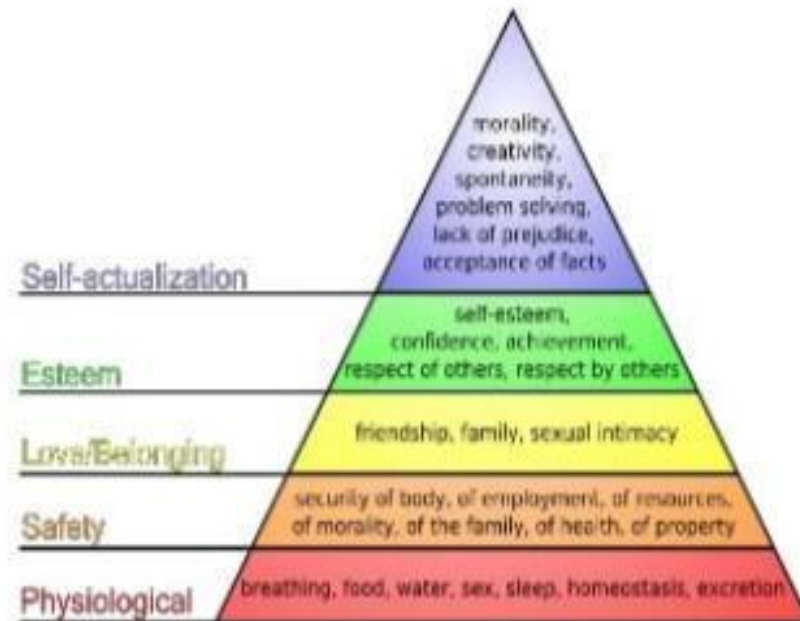 morality,
creativity,
spontaneity,
problem solving,
lack of prejudice,
acceptance of facts
Self-actualization
self-esteem,
confidence, achievement,
respect of others, respect by others
Esteem
friendship, family, sexual intimacy
Love/Belonging
security of body, of employment, of resources,
of morality, of the family, of health, of property
Safety
breathing, food, water, sex, sleep, homeostasis, excretion
Physiological